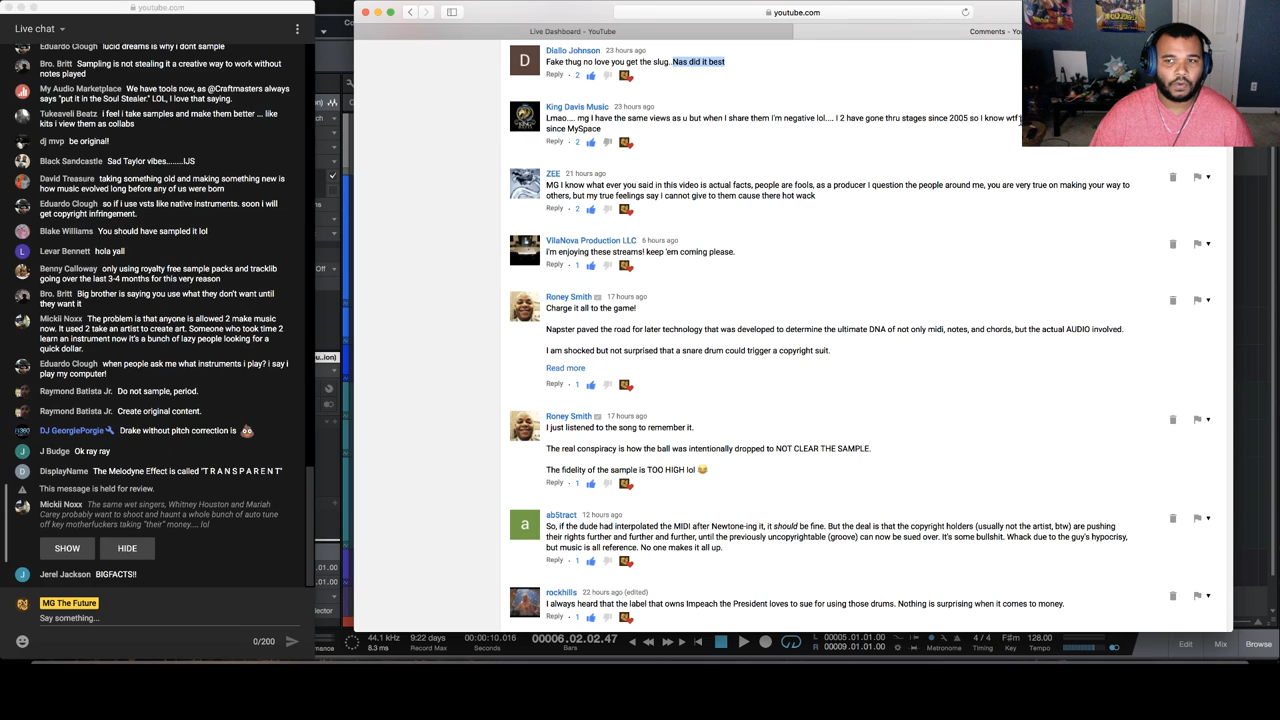 youtube.com
Live chat
Eduardo Clough lucid dreams is why i dont sample
Bro. Britt Sampling is not stealing it a creative way to work without
notes played
My Audio Marketplace We have tools now, as @Craftmasters always
says "put it in the Soul Stealer." LOL, I love that saying.
Tukeaveli Beatz i feel i take samples and make them better ... like
kits i view them as collabs
dj mvp be original!
Black Sandcastle Sad Taylor vibes........IJS
David Treasure taking something old and making something new is
how music evolved long before any of us were born
Eduardo Clough so if i use vsts like native instruments. soon i will
get copyright infringement.
Blake Williams You should have sampled it lol
Levar Bennett hola yall
Benny Calloway only using royalty free sample packs and tracklib
going over the last 3-4 months for this very reason
Bro. Britt Big brother is saying you use what they don't want until
they want it
Mickii Noxx The problem is that anyone is allowed 2 make music
now. It used 2 take an artist to create art. Someone who took time 2
learn an instrument now it's a bunch of lazy people looking for a
quick dollar.
Eduardo Clough when people ask me what instruments i play? i say i
play my computer!
Raymond Batista Jr. Do not sample, period.
Raymond Batista Jr. Create original content.
DJ GeorgiePorgie Drake without pitch correction is 💩
J Budge Ok ray ray
DisplayName The Melodyne Effect is called "T R A N S P A R E N T"
This message is held for review.
Mickii Noxx The same wet singers, Whitney Houston and Mariah
Carey probably want to shoot and haunt a whole bunch of auto tune
off key motherfuckers taking "their" money.... lol
SHOW HIDE
Jerel Jackson BIGFACTS!!
MG The Future
Say something...
0/200
youtube.com
Live Dashboard - YouTube
Comments - You
Diallo Johnson 23 hours ago
Fake thug no love you get the slug..Nas did it best
Reply 2
King Davis Music 23 hours ago
Lmao.... mg I have the same views as u but when I share them I'm negative lol.... I 2 have gone thru stages since 2005 so I know wtf
since MySpace
Reply 2
ZEE 21 hours ago
MG I know what ever you said in this video is actual facts, people are fools, as a producer I question the people around me, you are very true on making your way to
others, but my true feelings say I cannot give to them cause there hot wack
Reply 2
VilaNova Production LLC 6 hours ago
i'm enjoying these streams! keep 'em coming please.
Reply 1
Roney Smith 17 hours ago
Charge it all to the game!
Napster paved the road for later technology that was developed to determine the ultimate DNA of not only midi, notes, and chords, but the actual AUDIO involved.
I am shocked but not surprised that a snare drum could trigger a copyright suit.
Read more
Reply 1
Roney Smith 17 hours ago
I just listened to the song to remember it.
The real conspiracy is how the ball was intentionally dropped to NOT CLEAR THE SAMPLE.
The fidelity of the sample is TOO HIGH lol 😂
Reply 1
ab5tract 12 hours ago
So, if the dude had interpolated the MIDI after Newtone-ing it, it should be fine. But the deal is that the copyright holders (usually not the artist, btw) are pushing
their rights further and further and further, until the previously uncopyrightable (groove) can now be sued over. It's some bullshit. Whack due to the guy's hypocrisy,
but music is all reference. No one makes it all up.
Reply 1
rockhills 22 hours ago (edited)
I always heard that the label that owns Impeach the President loves to sue for using those drums. Nothing is surprising when it comes to money.
Reply 1
44.1 kHz 9:22 days 00:00:10.016 00006.02.02.47 L 00005.01.01.00 4 / 4 F#m 128.00
8.3 ms Record Max Seconds Bars R 00009.01.01.00 Metronome Timing Key Tempo
Edit Mix Browse